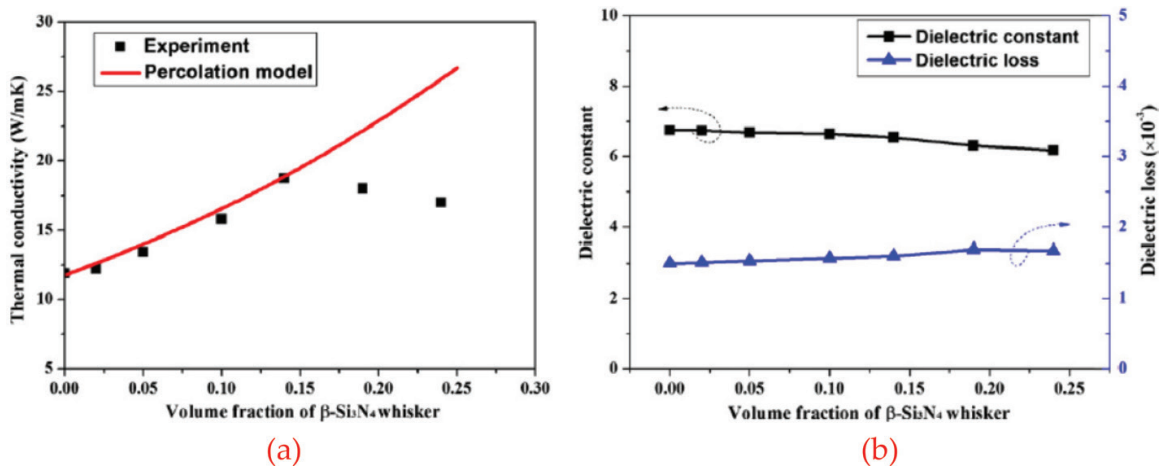 30
25
20
15
10
5
Thermal conductivity (W/mK)
Experiment
Percolation model
0.00 0.05 0.10 0.15 0.20 0.25 0.30
Volume fraction of β-Si₃N₄ whisker
(a)
10
8
6
4
2
0
Dielectric constant
Dielectric constant
Dielectric loss
5
4
3
2
1
0
Dielectric loss (×10⁻³)
0.00 0.05 0.10 0.15 0.20 0.25
Volume fraction of β-Si₃N₄ whisker
(b)